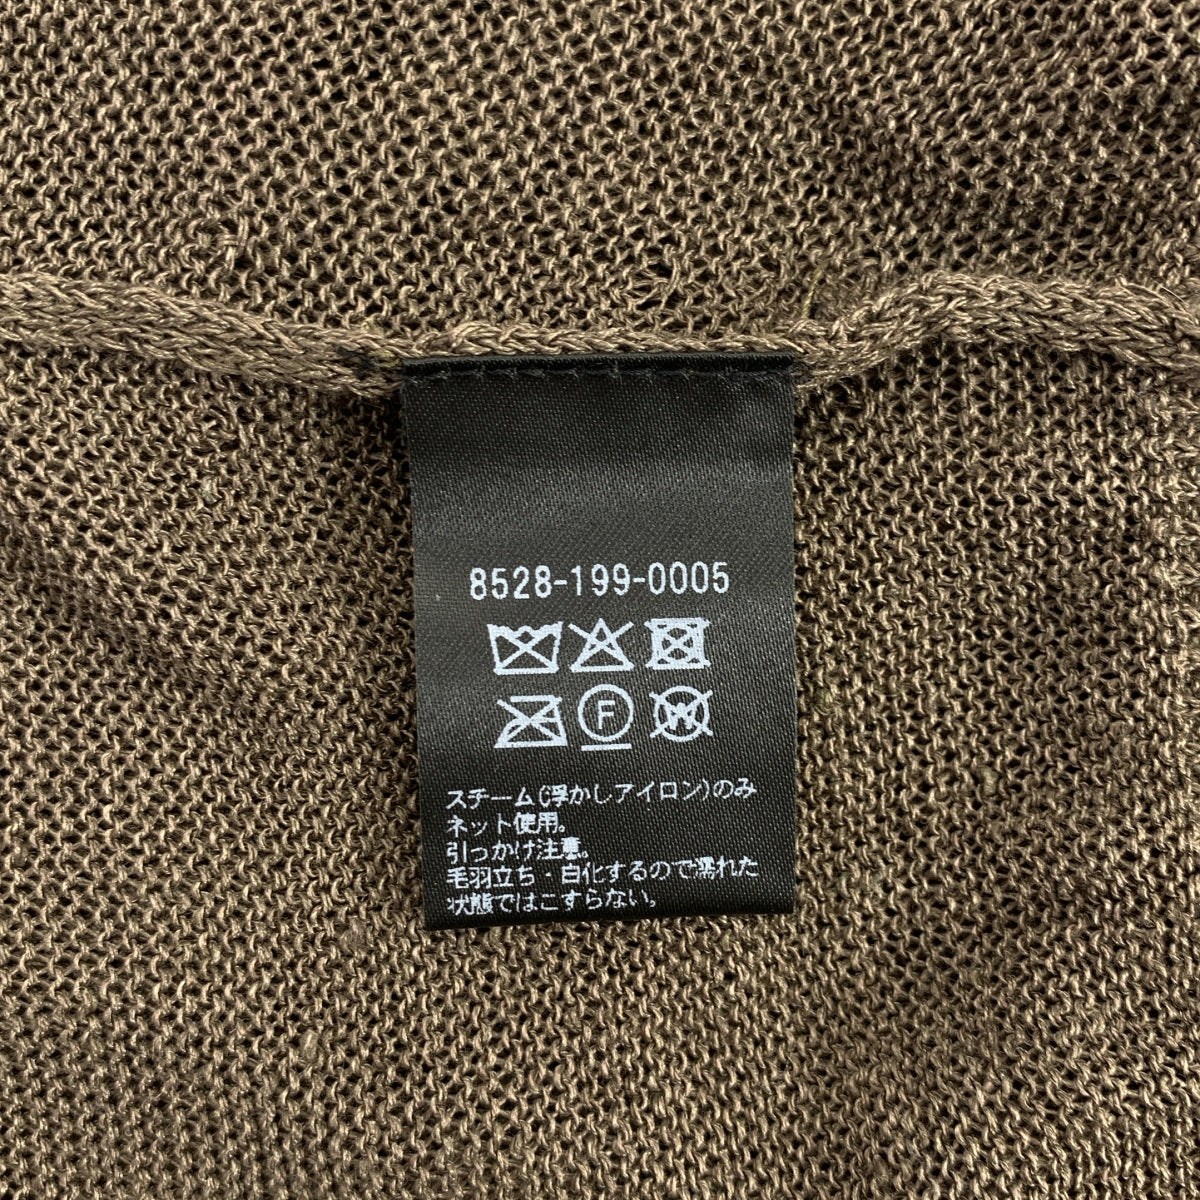 8528-199-0005
F
W
スチーム(浮かしアイロン)のみ
ネット使用。
引っかけ注意。
毛羽立ち・白化するので濡れた
状態ではこすらない。